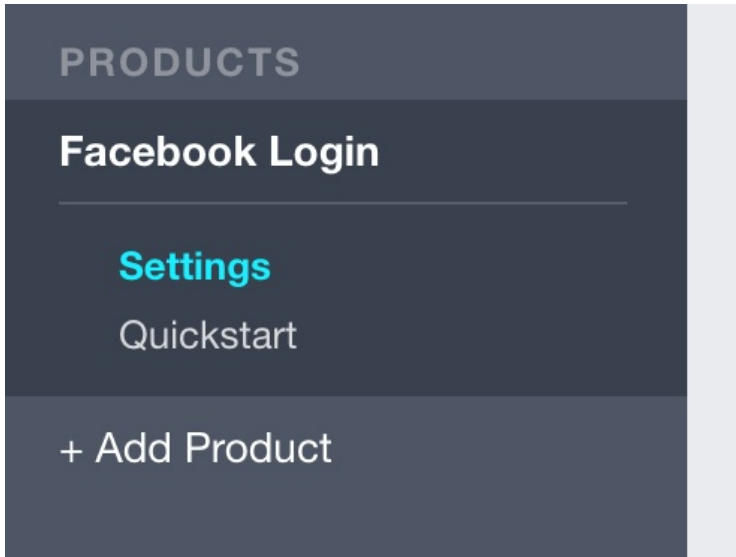 PRODUCTS
Facebook Login
Settings
Quickstart
+ Add Product